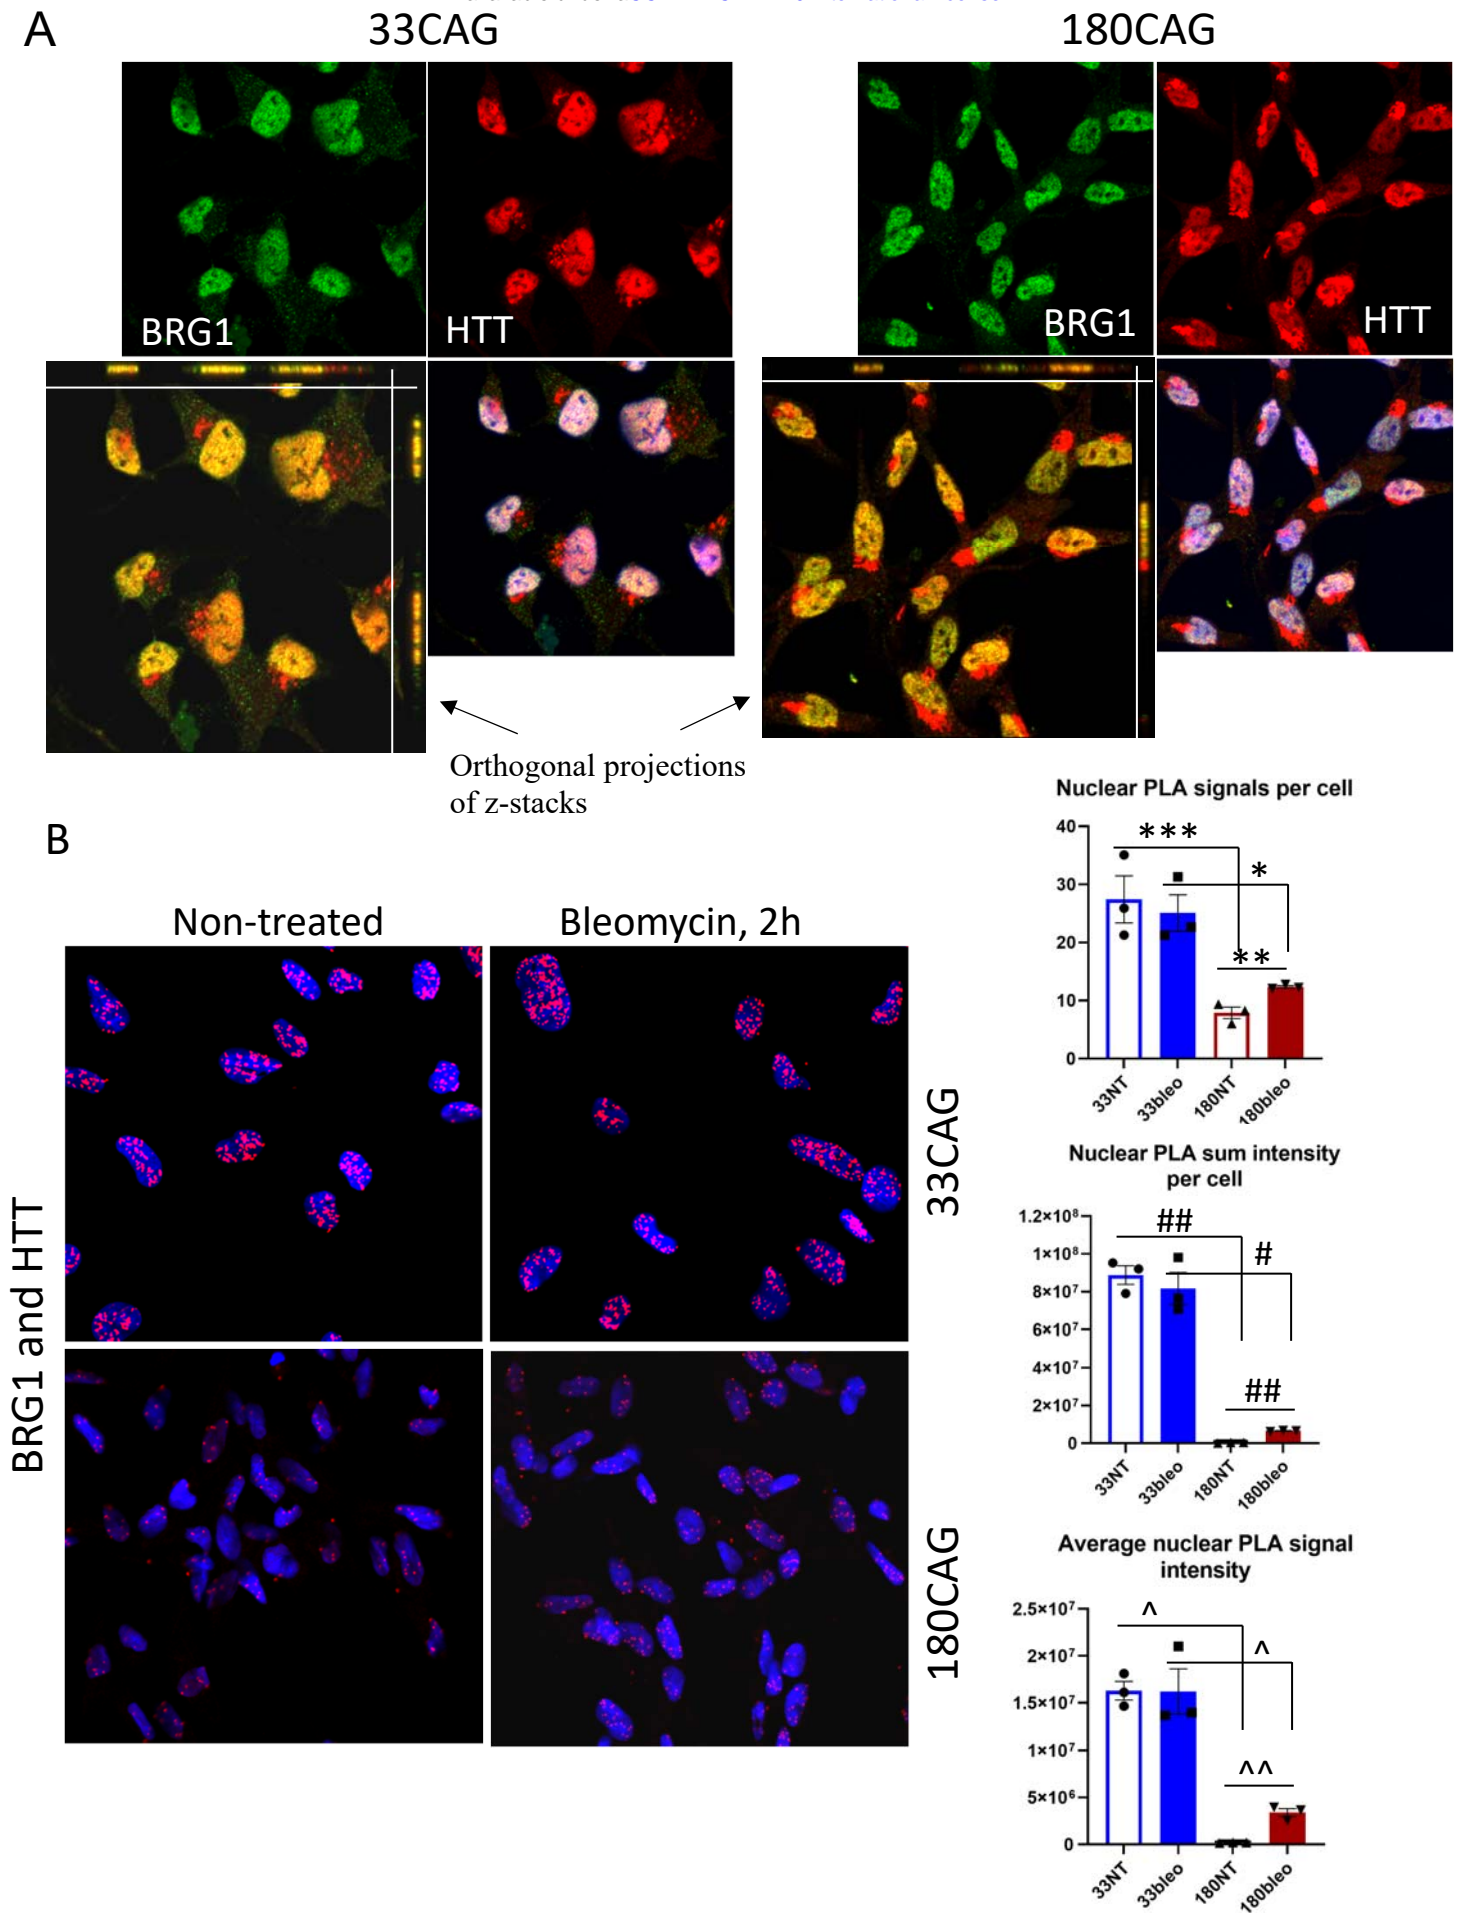 A
33CAG
180CAG
BRG1
HTT
BRG1
HTT
Orthogonal projections
of z-stacks
B
Non-treated
Bleomycin, 2h
BRG1 and HTT
33CAG
180CAG
Nuclear PLA signals per cell
40
30
20
10
0
***
*
**
33NT
33bleo
180NT
180bleo
Nuclear PLA sum intensity
per cell
1.2×10⁸
1×10⁸
8×10⁷
6×10⁷
4×10⁷
2×10⁷
0
##
#
##
33NT
33bleo
180NT
180bleo
Average nuclear PLA signal
intensity
2.5×10⁷
2×10⁷
1.5×10⁷
1×10⁷
5×10⁶
0
^
^
^^
33NT
33bleo
180NT
180bleo